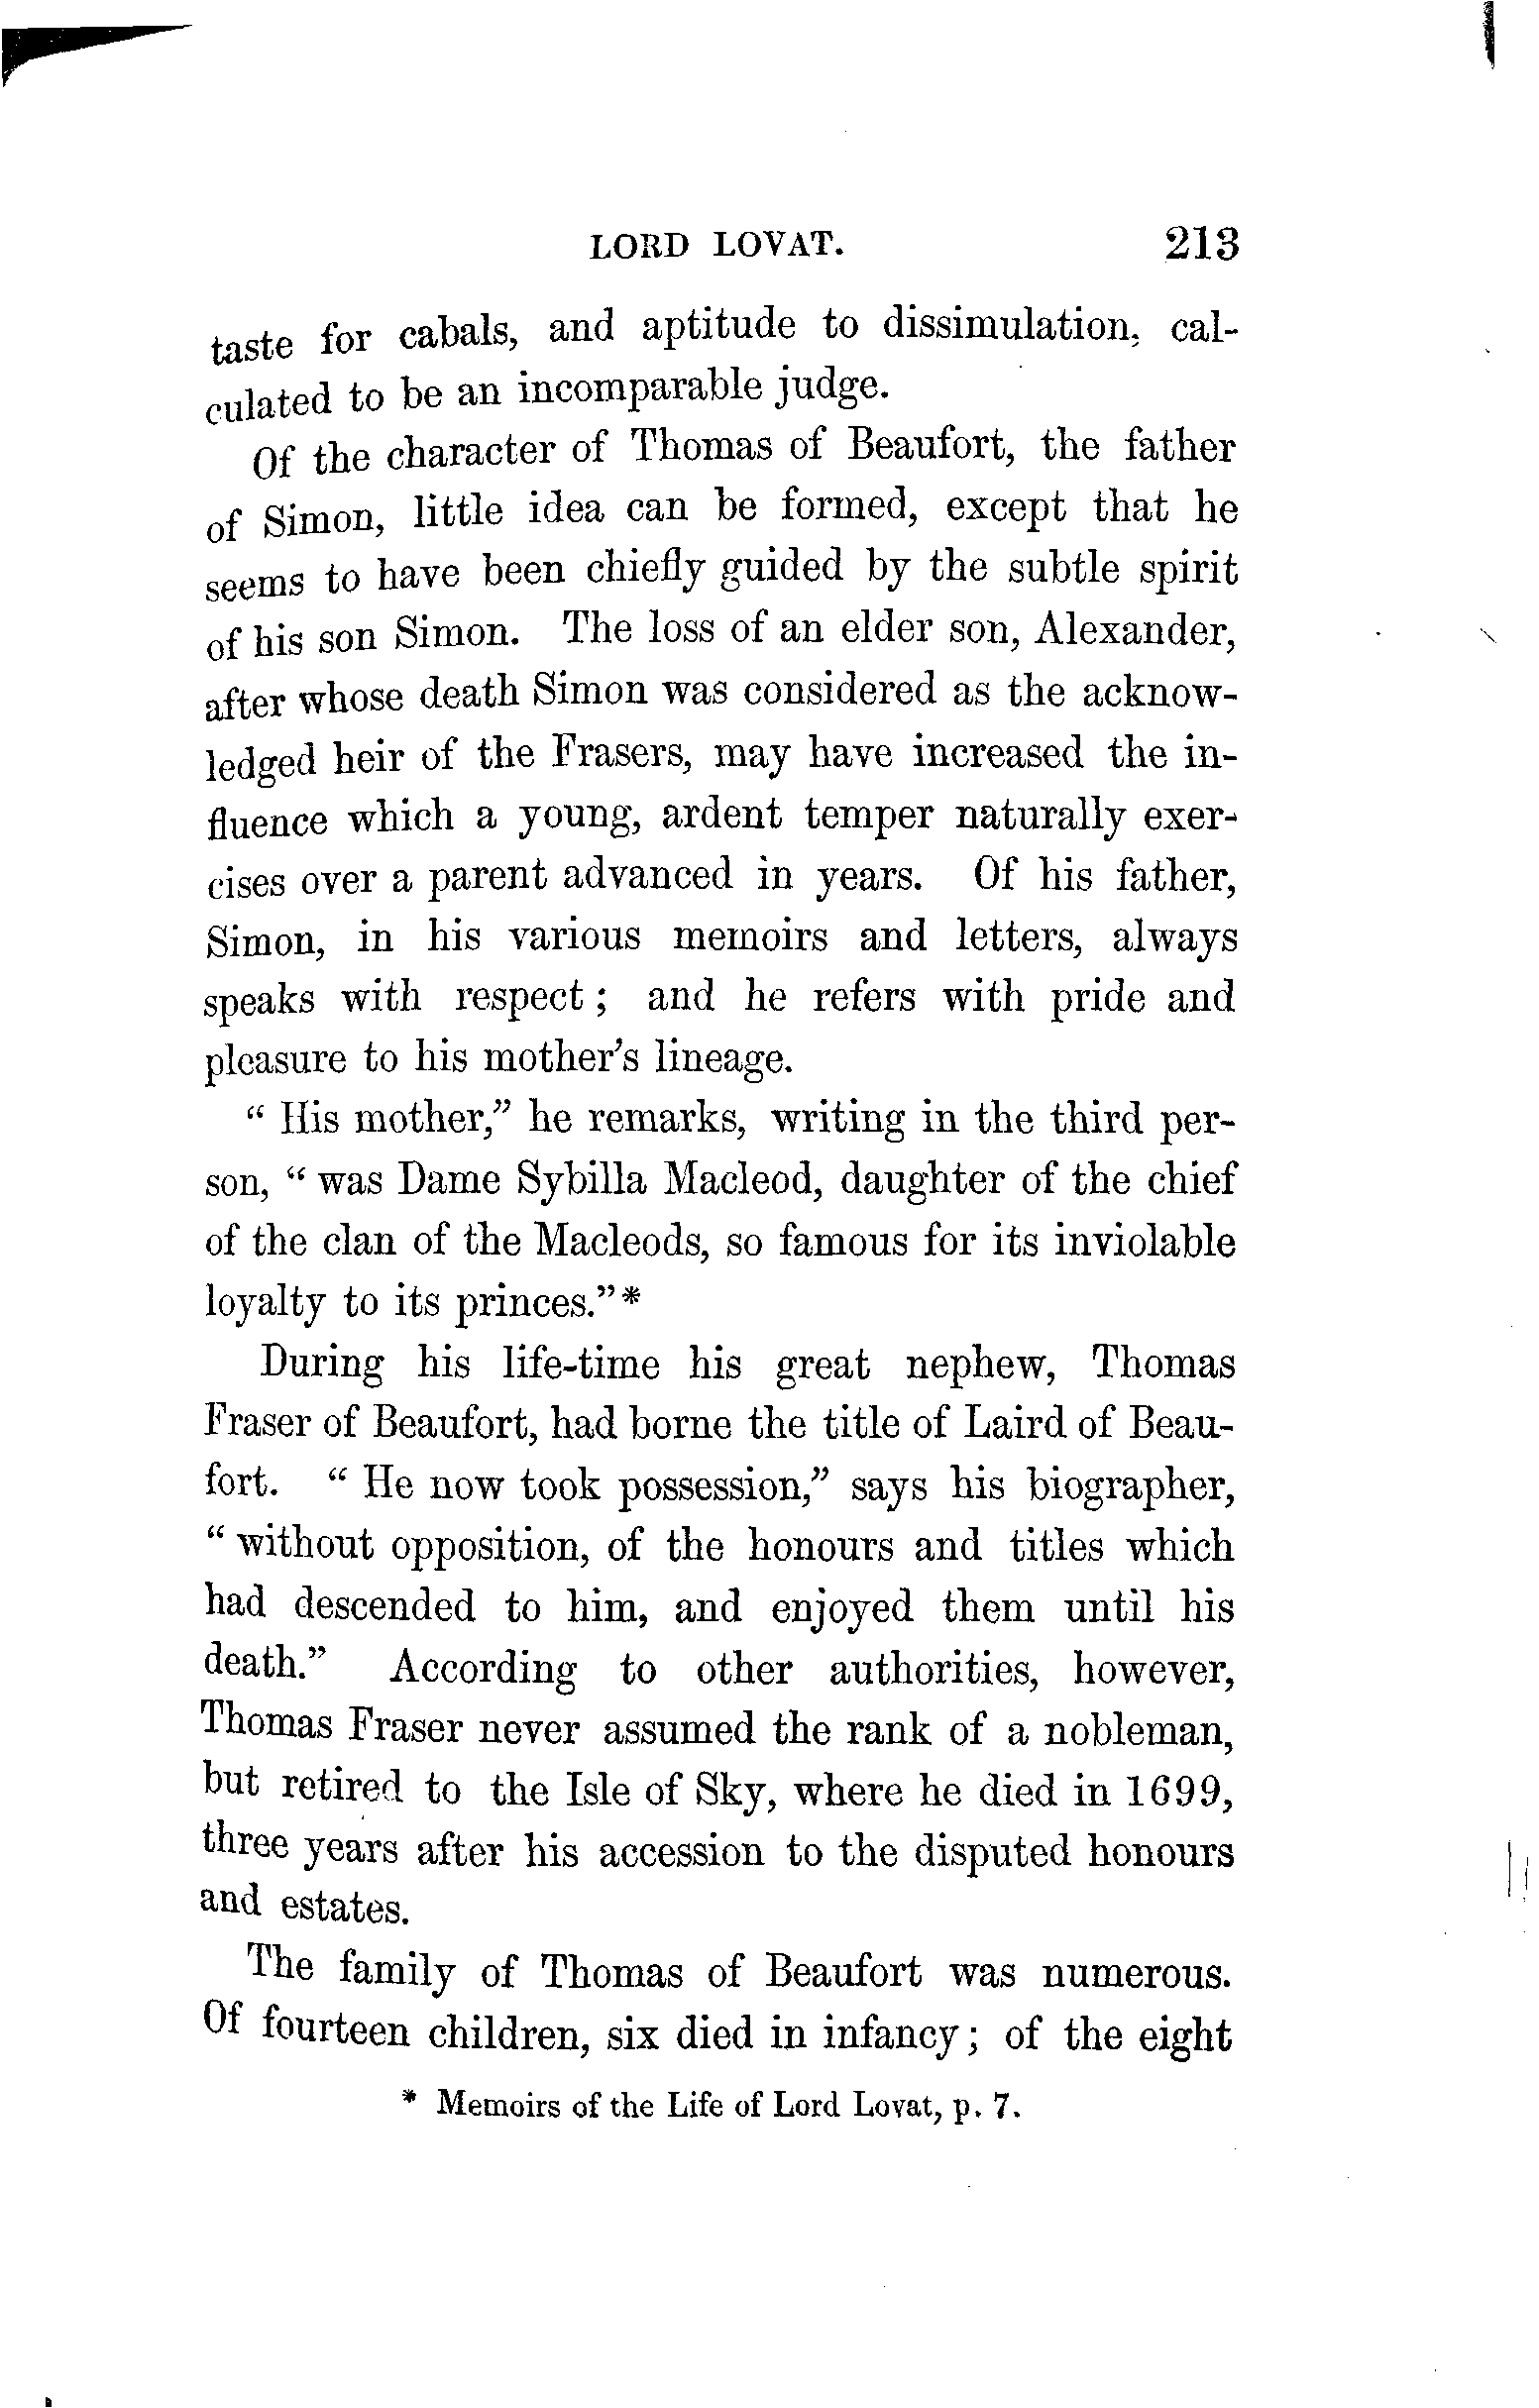 LORD LOVAT. 213
taste for cabals, and aptitude to dissimulation, cal-
culated to be an incomparable judge.
Of the character of Thomas of Beaufort, the father
of Simon, little idea can be formed, except that he
seems to have been chiefly guided by the subtle spirit
of his son Simon. The loss of an elder son, Alexander,
after whose death Simon was considered as the acknow-
ledged heir of the Frasers, may have increased the in-
fluence which a young, ardent temper naturally exer-
cises over a parent advanced in years. Of his father,
Simon, in his various memoirs and letters, always
speaks with respect; and he refers with pride and
pleasure to his mother's lineage.
" His mother," he remarks, writing in the third per-
son, " was Dame Sybilla Macleod, daughter of the chief
of the clan of the Macleods, so famous for its inviolable
loyalty to its princes."*
During his life-time his great nephew, Thomas
Fraser of Beaufort, had borne the title of Laird of Beau-
fort. " He now took possession," says his biographer,
" without opposition, of the honours and titles which
had descended to him, and enjoyed them until his
death." According to other authorities, however,
Thomas Fraser never assumed the rank of a nobleman,
but retired to the Isle of Sky, where he died in 1699,
three years after his accession to the disputed honours
and estates.
The family of Thomas of Beaufort was numerous.
Of fourteen children, six died in infancy; of the eight
* Memoirs of the Life of Lord Lovat, p. 7.